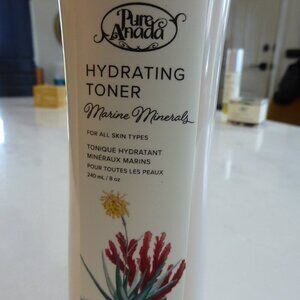 Pure
Anada
HYDRATING
TONER
Marine Minerals
FOR ALL SKIN TYPES
TONIQUE HYDRATANT
MINÉRAUX MARINS
POUR TOUTES LES PEAUX
240 mL / 8 oz